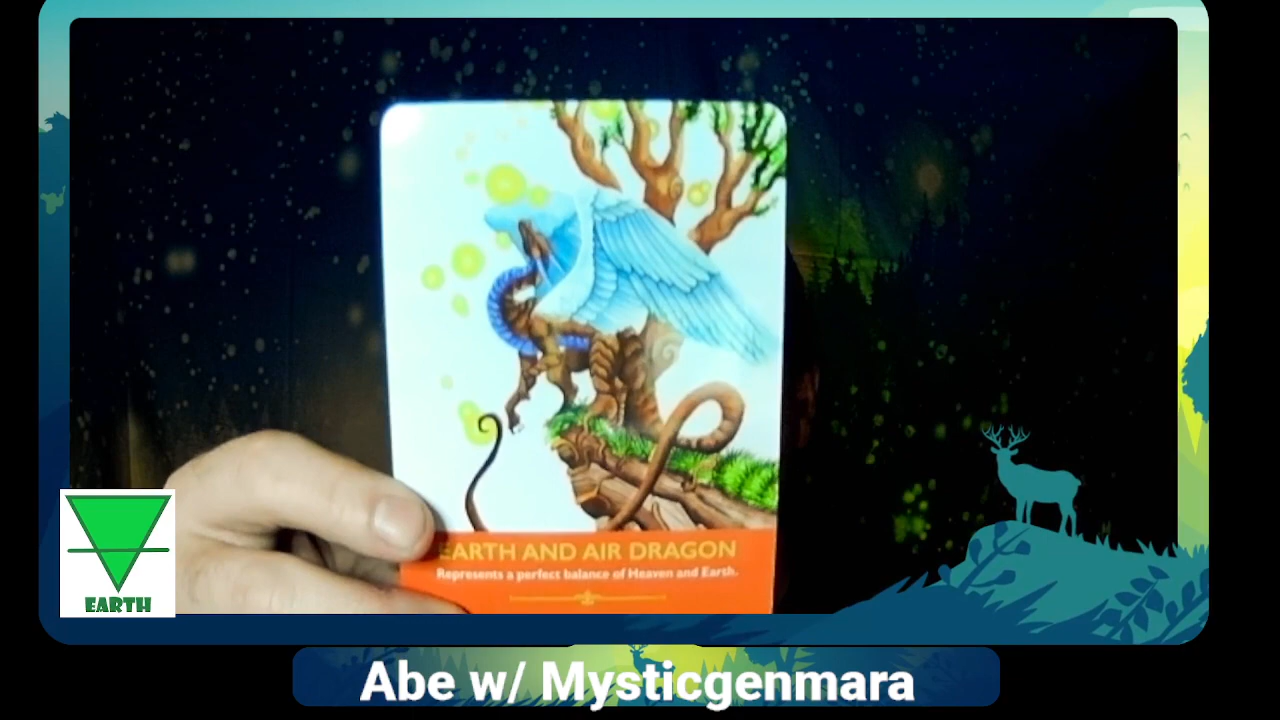 EARTH AND AIR DRAGON
Represents a perfect balance of Heaven and Earth.
EARTH
Abe w/ Mysticgenmara